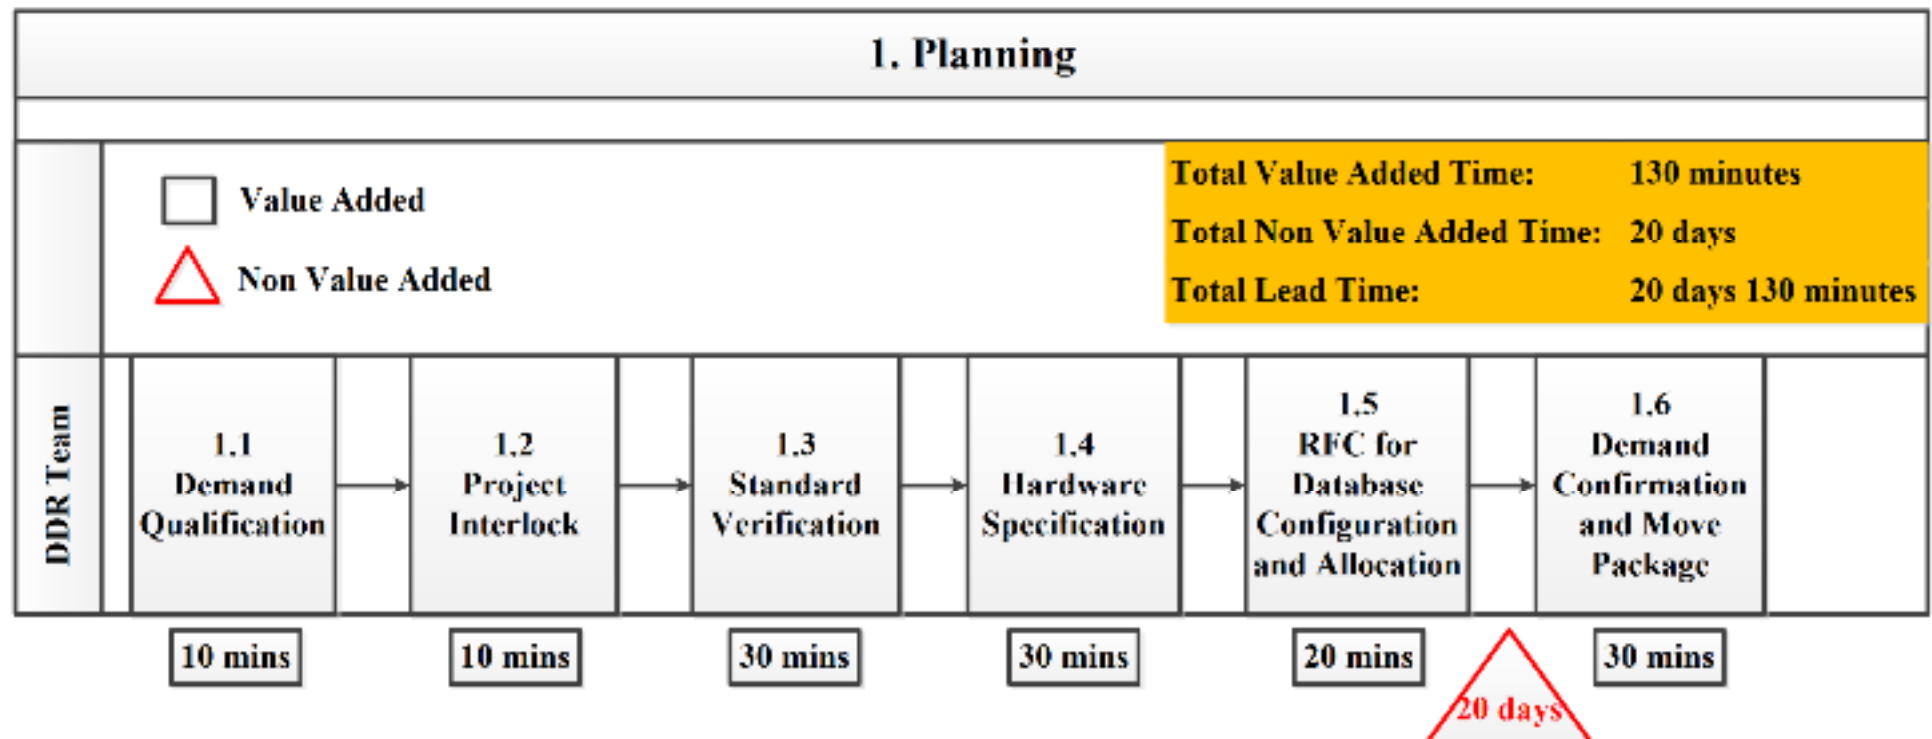 1. Planning
Value Added
Non Value Added
Total Value Added Time: 130 minutes
Total Non Value Added Time: 20 days
Total Lead Time: 20 days 130 minutes
DDR Team
1.1
Demand
Qualification
1.2
Project
Interlock
1.3
Standard
Verification
1.4
Hardware
Specification
1.5
RFC for
Database
Configuration
and Allocation
1.6
Demand
Confirmation
and Move
Package
10 mins
10 mins
30 mins
30 mins
20 mins
30 mins
20 days